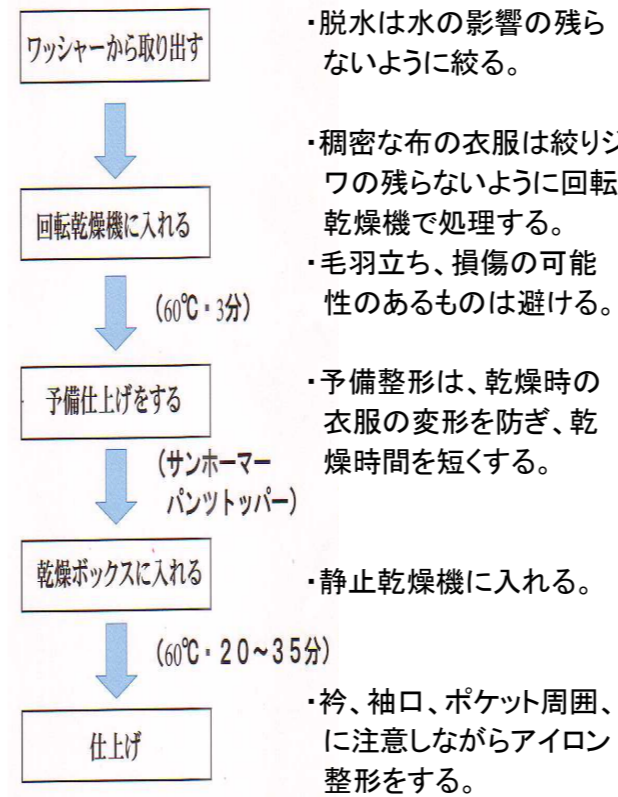 ワッシャーから取り出す
・脱水は水の影響の残ら
ないように絞る。
・稠密な布の衣服は絞りジ
ワの残らないように回転
乾燥機で処理する。
・毛羽立ち、損傷の可能
性のあるものは避ける。
回転乾燥機に入れる
(60℃・3分)
予備仕上げをする
・予備整形は、乾燥時の
衣服の変形を防ぎ、乾
燥時間を短くする。
(サンホーマー
パンツトッパー)
乾燥ボックスに入れる
・静止乾燥機に入れる。
(60℃・20~35分)
仕上げ
・衿、袖口、ポケット周囲、
に注意しながらアイロン
整形をする。